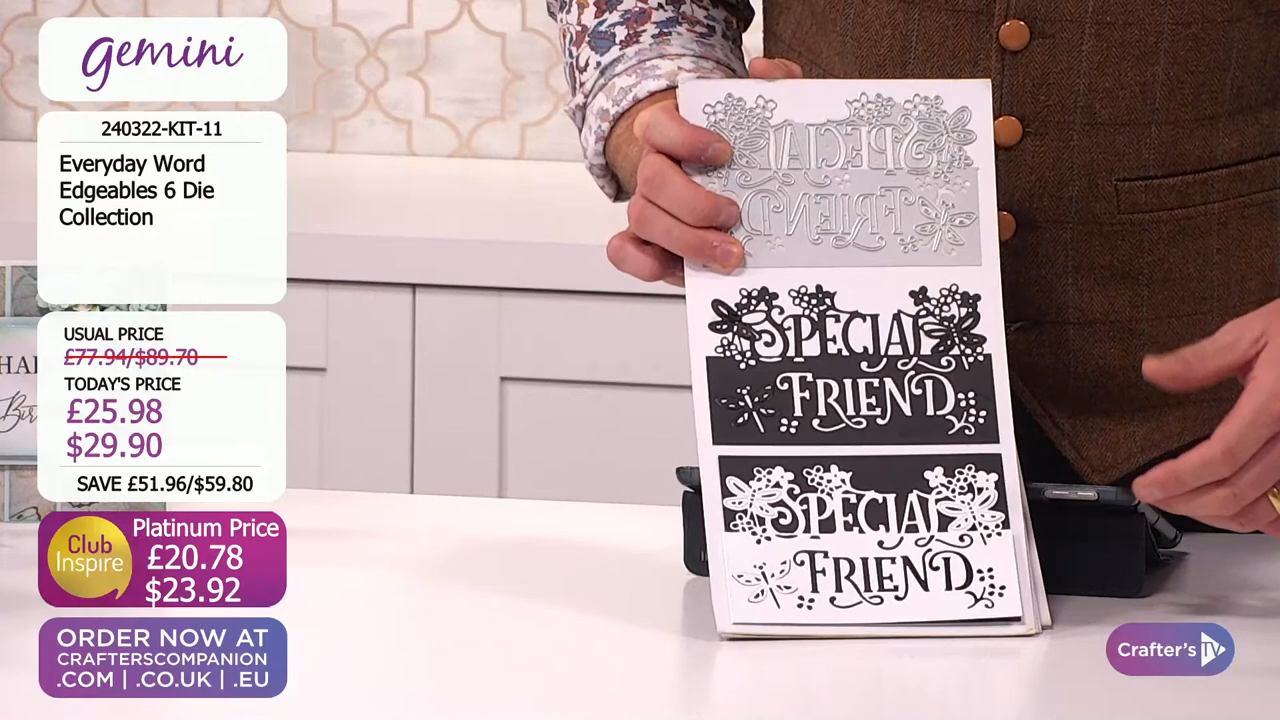 gemini
240322-KIT-11
Everyday Word
Edgeables 6 Die
Collection
USUAL PRICE
£77.94/$89.70
TODAY'S PRICE
£25.98
$29.90
SAVE £51.96/$59.80
Club
Inspire
Platinum Price
£20.78
$23.92
ORDER NOW AT
CRAFTERSCOMPANION
.COM | .CO.UK | .EU
SPECIAL
FRIEND
SPECIAL
FRIEND
SPECIAL
FRIEND
Crafter's TV